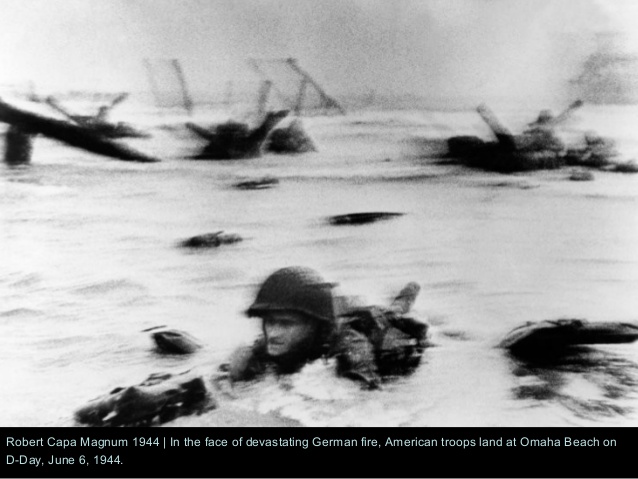 Robert Capa Magnum 1944 | In the face of devastating German fire, American troops land at Omaha Beach on
D-Day, June 6, 1944.